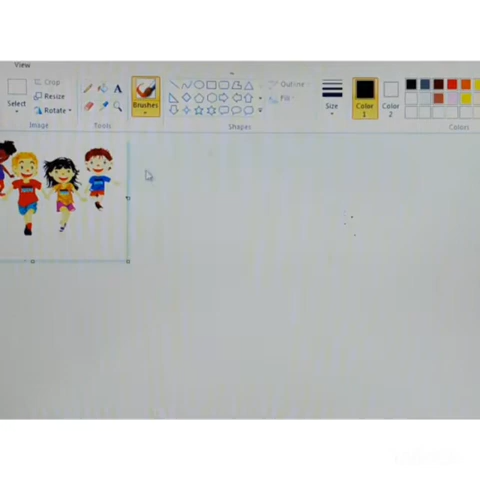 View
Crop
Select
Resize
Rotate
Image
A
Tools
Brushes
Outline
Fill
Shapes
Size
Color
1
Color
2
Colors